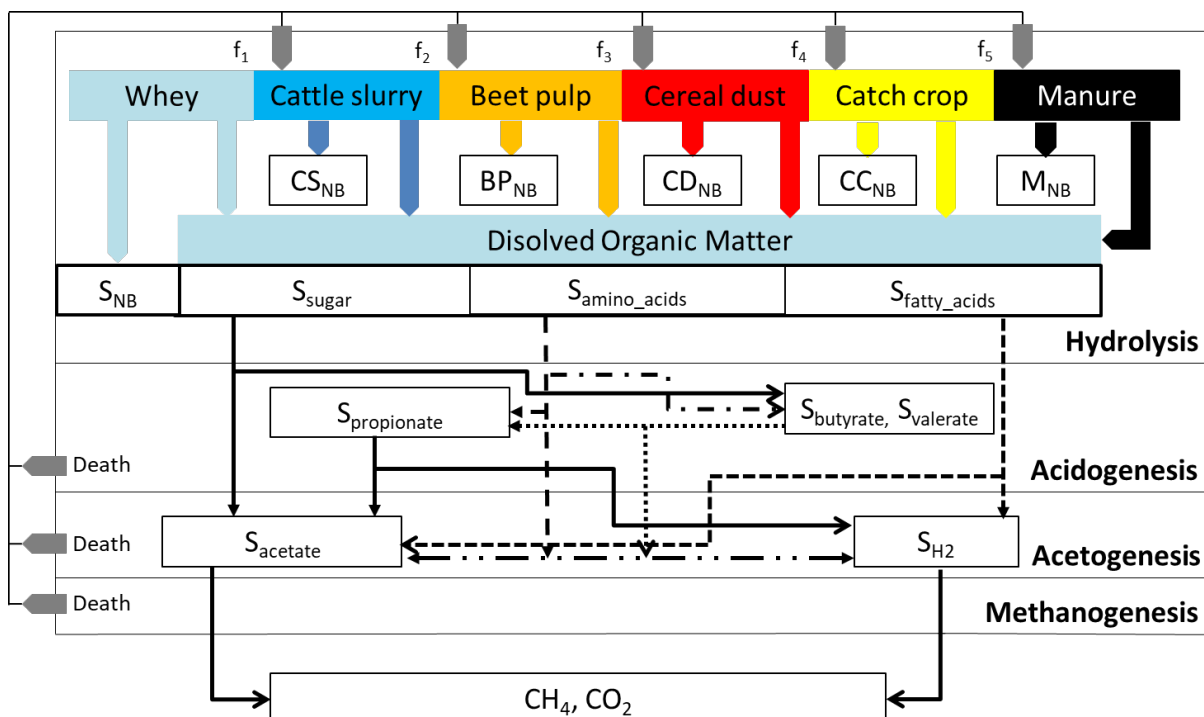 f1 f2 f3 f4 f5
Whey Cattle slurry Beet pulp Cereal dust Catch crop Manure
CSNB BPNB CDNB CCNB MNB
Disolved Organic Matter
SNB Ssugar Samino_acids Sfatty_acids
Hydrolysis
Spropionate Sbutyrate, Svalerate
Death Acidogenesis
Sacetate SH2
Death Acetogenesis
Death Methanogenesis
CH4, CO2